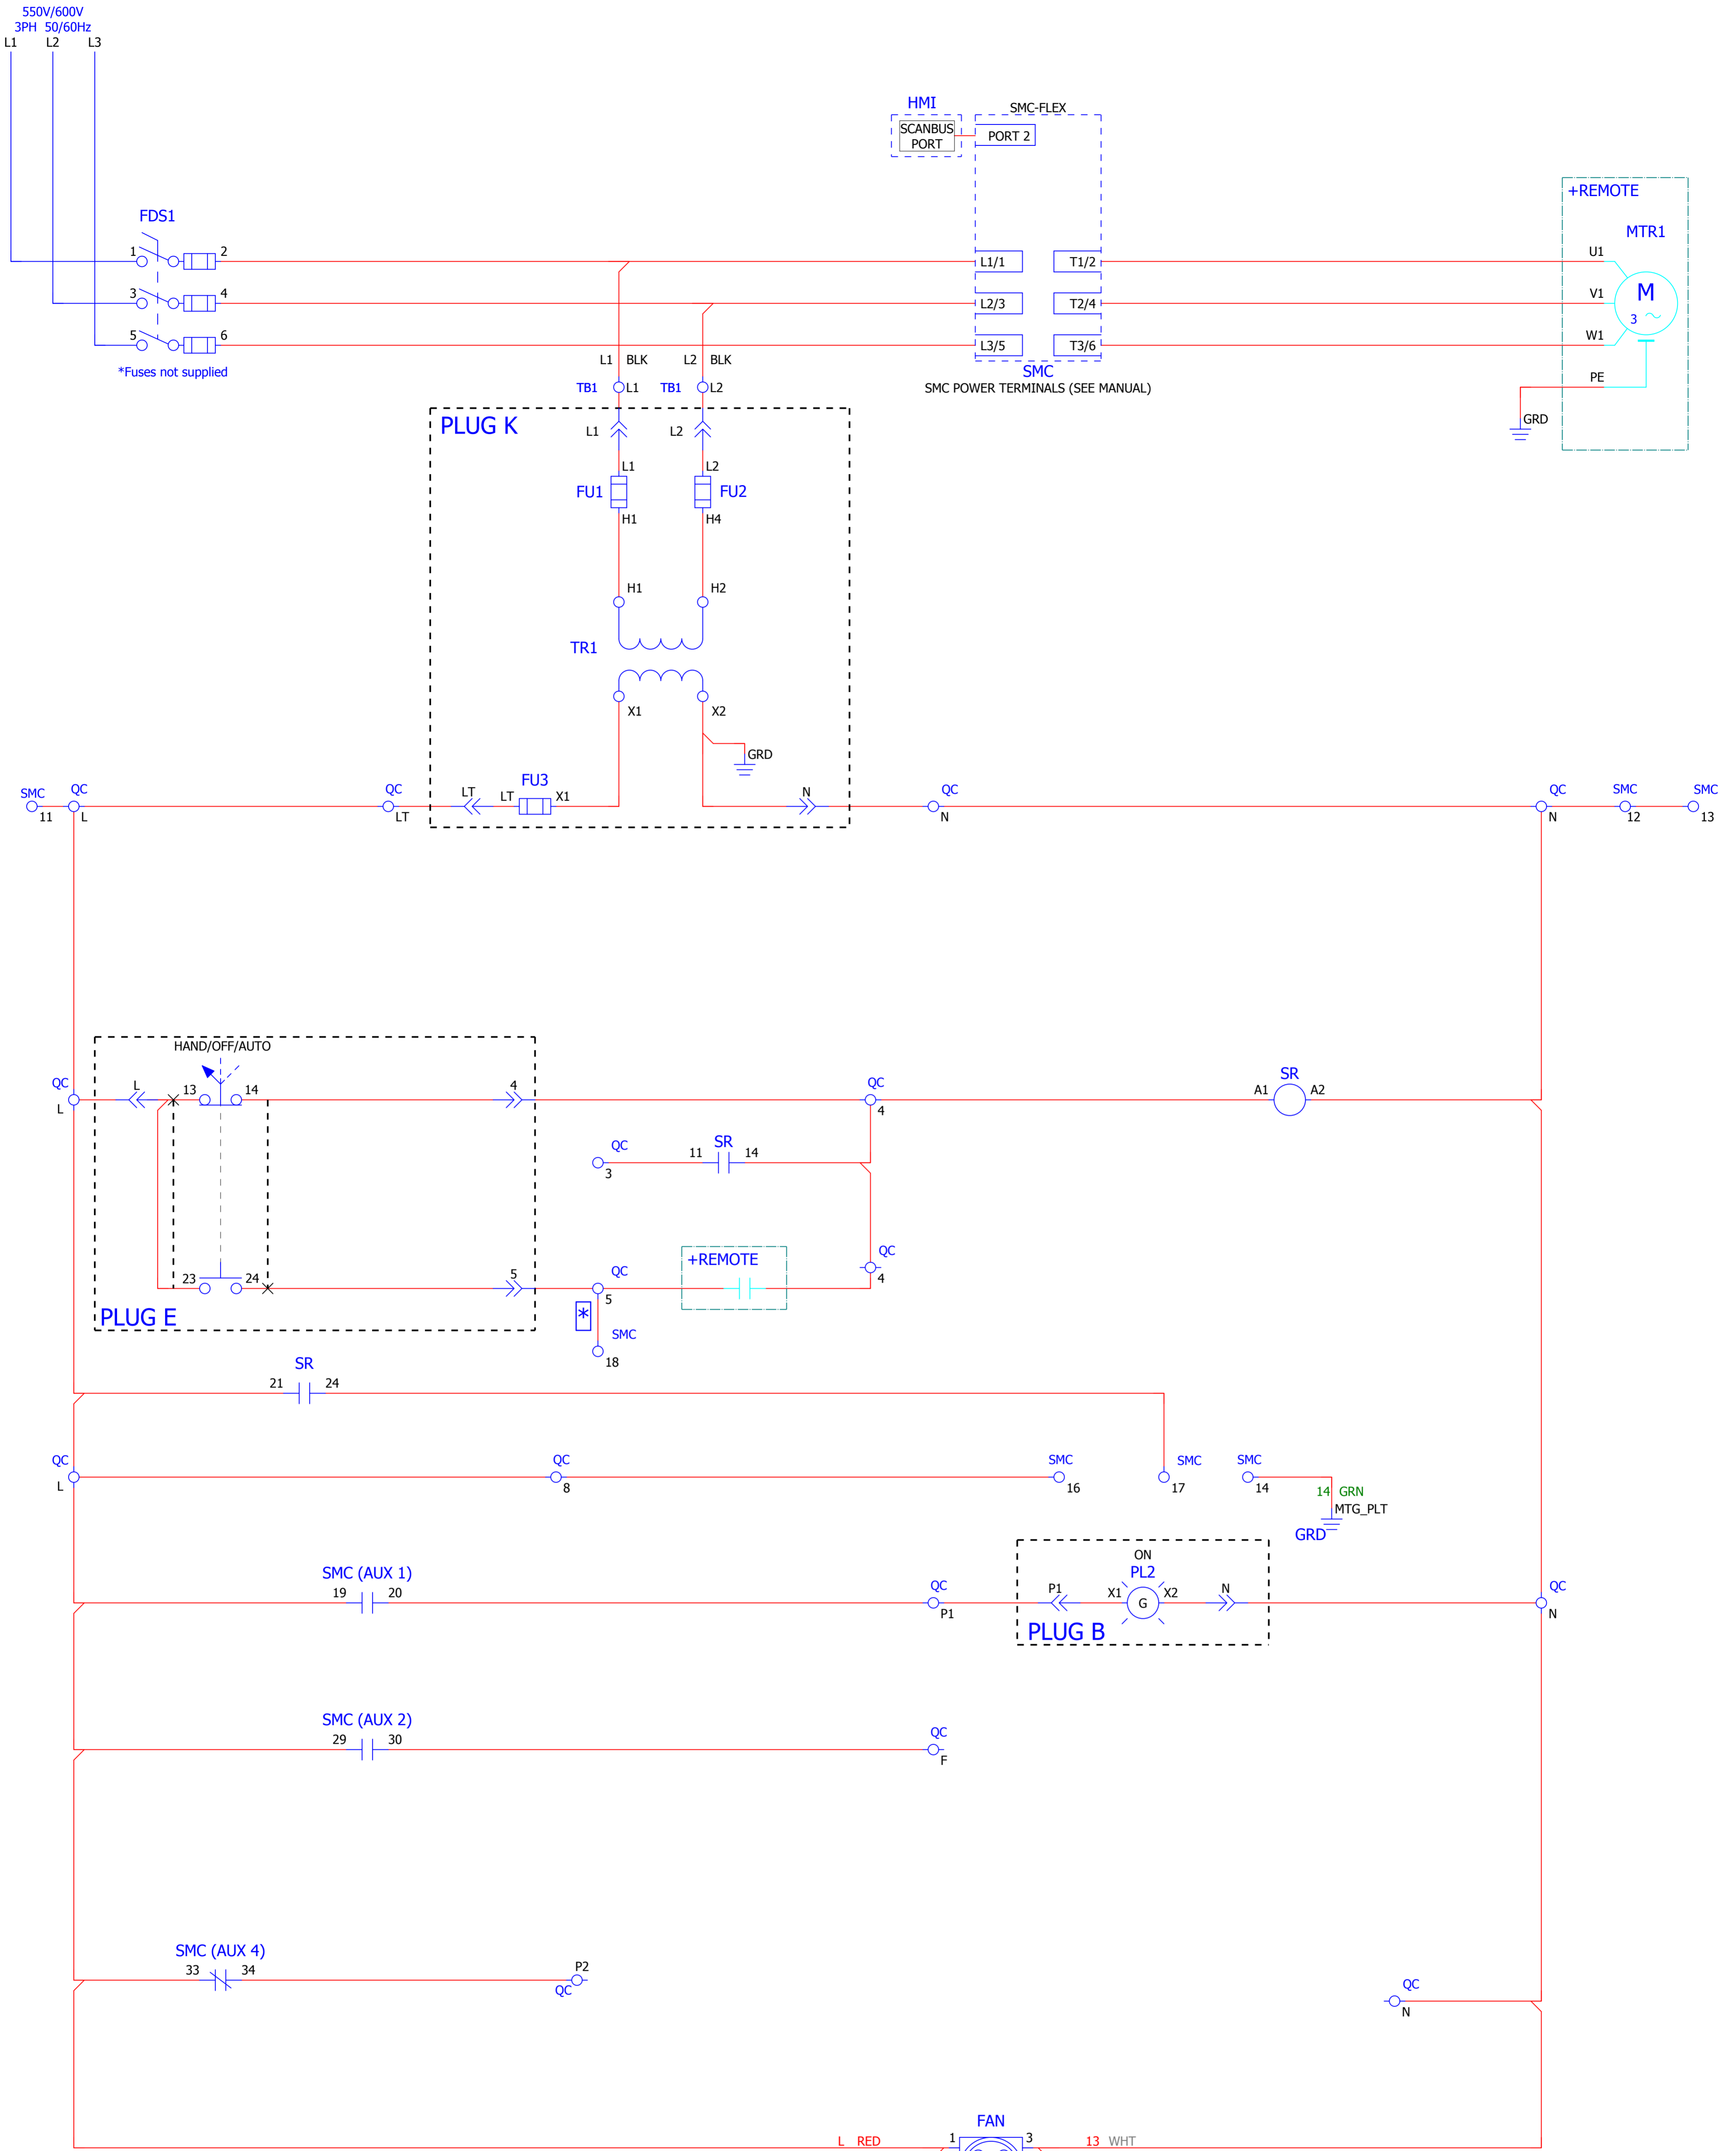 550V/600V
3PH 50/60Hz
L1 L2 L3
HMI
SCANBUS
PORT
SMC-FLEX
PORT 2
+REMOTE
MTR1
FDS1
1 2
L1/1 T1/2
U1
3 4
L2/3 T2/4
V1
M
3
5 6
L3/5 T3/6
W1
*Fuses not supplied
L1 BLK L2 BLK
SMC
SMC POWER TERMINALS (SEE MANUAL)
PE
GRD
TB1 L1 TB1 L2
PLUG K
L1 L2
L1 L2
FU1 FU2
H1 H4
H1 H2
TR1
X1 X2
GRD
SMC QC QC FU3 QC QC SMC SMC
LT LT X1 N
11 L LT N N 12 13
HAND/OFF/AUTO
QC L 13 14 4 QC SR
L 4 A1 A2
QC SR
3 11 14
+REMOTE
QC
4
23 24 5 QC
5
PLUG E
*
SMC
18
SR
21 24
QC QC SMC SMC SMC
L 8 16 17 14
14 GRN
MTG_PLT
GRD
SMC (AUX 1)
19 20
QC
P1
ON
PL2
P1 X1 G X2 N
PLUG B
QC
N
SMC (AUX 2)
29 30
QC
F
SMC (AUX 4)
33 34
P2
QC
QC
N
FAN
L RED 1 3 13 WHT